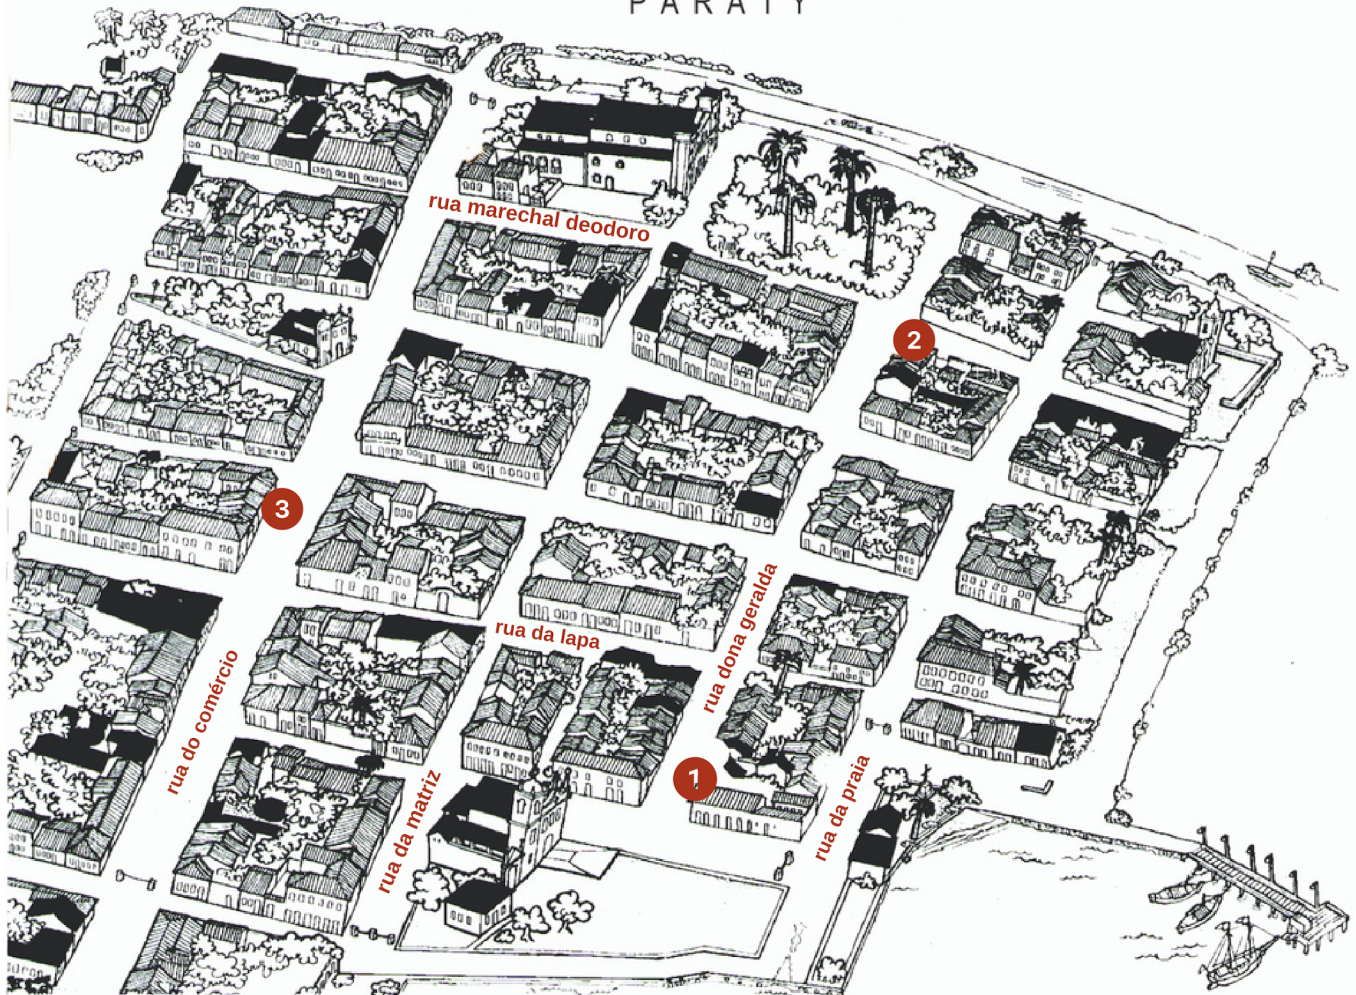 PARATY
rua marechal deodoro
2
3
rua dona geralda
rua da lapa
rua do comércio
1
rua da praia
rua da matriz